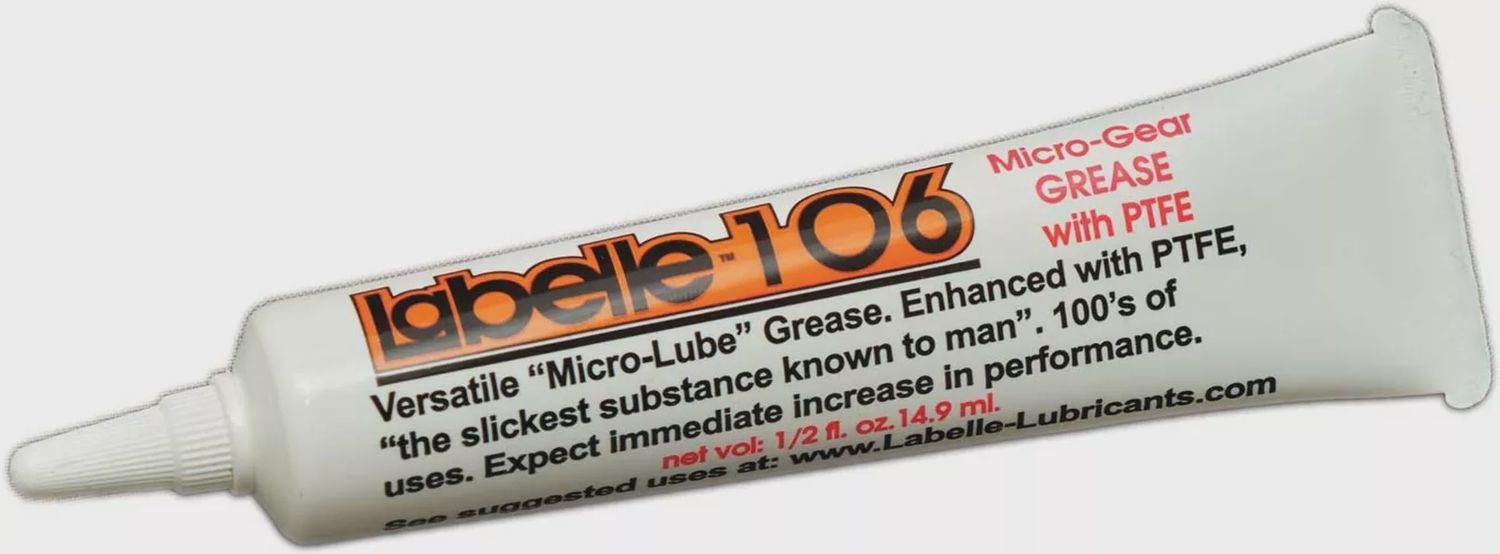 Labelle™106
Micro-Gear
GREASE
with PTFE
Versatile “Micro-Lube” Grease. Enhanced with PTFE,
“the slickest substance known to man”. 100’s of
uses. Expect immediate increase in performance.
net vol: 1/2 fl. oz.14.9 ml.
See suggested uses at: www.Labelle-Lubricants.com